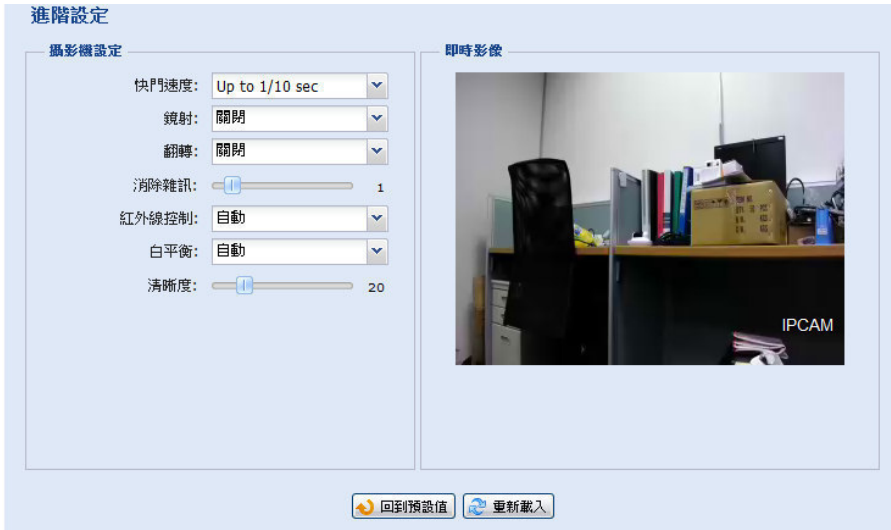 進階設定
攝影機設定
快門速度: Up to 1/10 sec
鏡射: 關閉
翻轉: 關閉
消除雜訊: 1
紅外線控制: 自動
白平衡: 自動
清晰度: 20
即時影像
IPCAM
回到預設值
重新載入